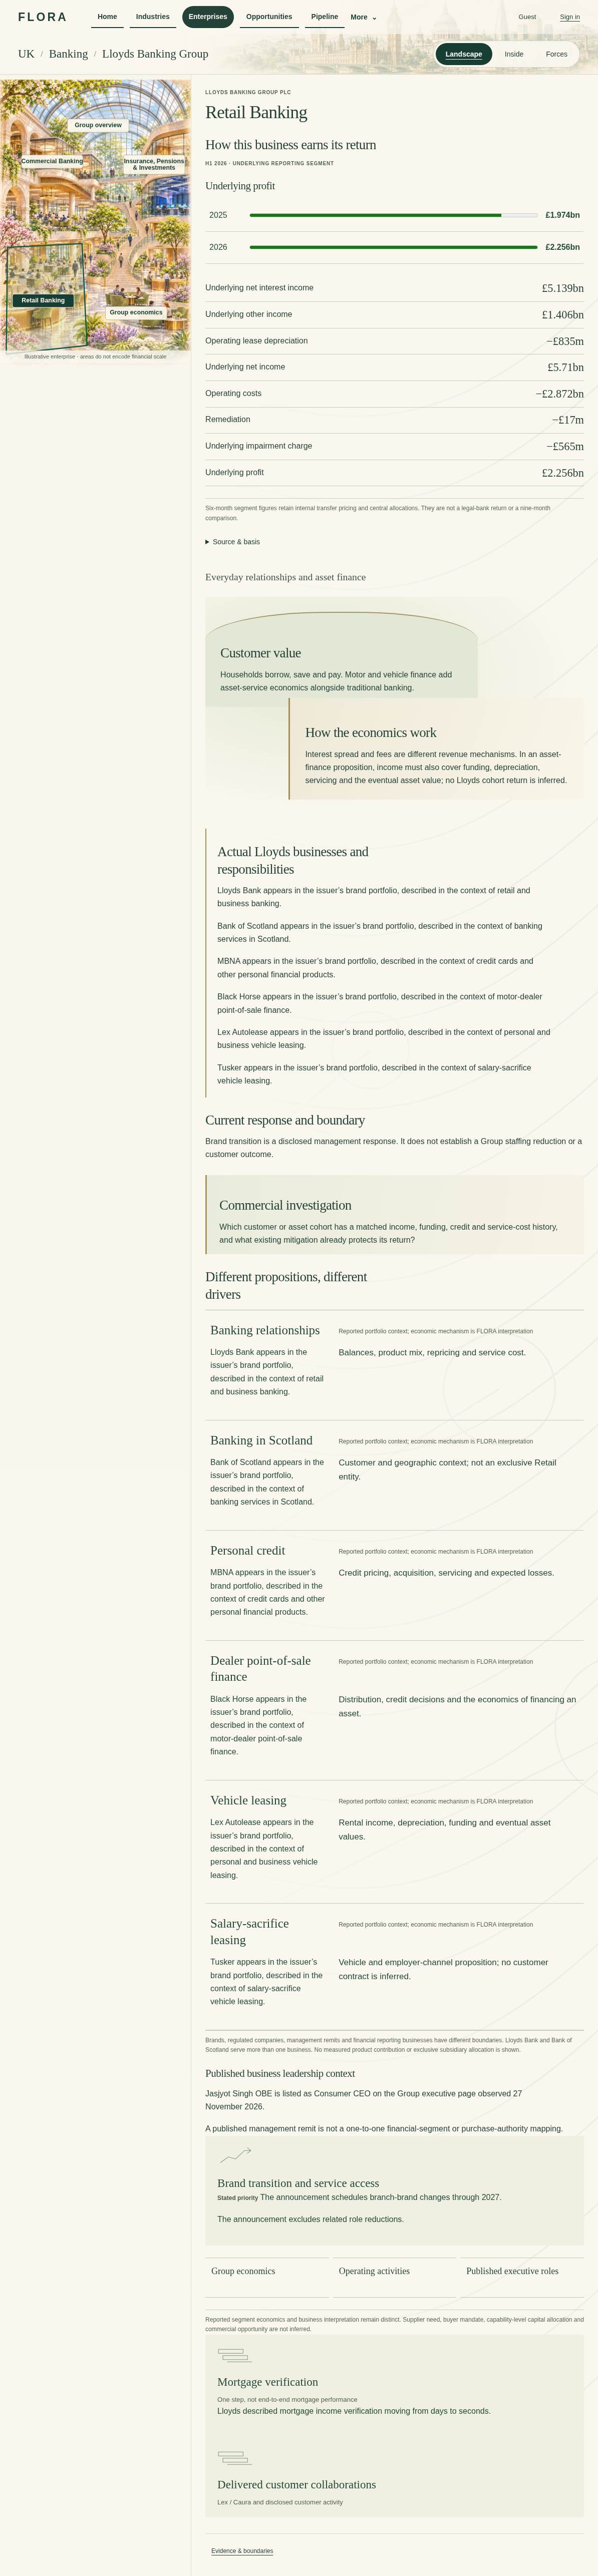 FLORA
Home
Industries
Enterprises
Opportunities
Pipeline
More
Guest
Sign in
UK / Banking / Lloyds Banking Group
Landscape
Inside
Forces
Group overview
Commercial Banking
Insurance, Pensions
& Investments
Retail Banking
Group economics
Illustrative enterprise · areas do not encode financial scale
LLOYDS BANKING GROUP PLC
Retail Banking
How this business earns its return
H1 2026 · UNDERLYING REPORTING SEGMENT
Underlying profit
2025 £1.974bn
2026 £2.256bn
Underlying net interest income £5.139bn
Underlying other income £1.406bn
Operating lease depreciation −£835m
Underlying net income £5.71bn
Operating costs −£2.872bn
Remediation −£17m
Underlying impairment charge −£565m
Underlying profit £2.256bn
Six-month segment figures retain internal transfer pricing and central allocations. They are not a legal-bank return or a nine-month
comparison.
Source & basis
Everyday relationships and asset finance
Customer value
Households borrow, save and pay. Motor and vehicle finance add
asset-service economics alongside traditional banking.
How the economics work
Interest spread and fees are different revenue mechanisms. In an asset-
finance proposition, income must also cover funding, depreciation,
servicing and the eventual asset value; no Lloyds cohort return is inferred.
Actual Lloyds businesses and
responsibilities
Lloyds Bank appears in the issuer’s brand portfolio, described in the context of retail and
business banking.
Bank of Scotland appears in the issuer’s brand portfolio, described in the context of banking
services in Scotland.
MBNA appears in the issuer’s brand portfolio, described in the context of credit cards and
other personal financial products.
Black Horse appears in the issuer’s brand portfolio, described in the context of motor-dealer
point-of-sale finance.
Lex Autolease appears in the issuer’s brand portfolio, described in the context of personal and
business vehicle leasing.
Tusker appears in the issuer’s brand portfolio, described in the context of salary-sacrifice
vehicle leasing.
Current response and boundary
Brand transition is a disclosed management response. It does not establish a Group staffing reduction or a
customer outcome.
Commercial investigation
Which customer or asset cohort has a matched income, funding, credit and service-cost history,
and what existing mitigation already protects its return?
Different propositions, different
drivers
Banking relationships
Reported portfolio context; economic mechanism is FLORA interpretation
Lloyds Bank appears in the
issuer’s brand portfolio,
described in the context of retail
and business banking.
Balances, product mix, repricing and service cost.
Banking in Scotland
Reported portfolio context; economic mechanism is FLORA interpretation
Bank of Scotland appears in the
issuer’s brand portfolio,
described in the context of
banking services in Scotland.
Customer and geographic context; not an exclusive Retail
entity.
Personal credit
Reported portfolio context; economic mechanism is FLORA interpretation
MBNA appears in the issuer’s
brand portfolio, described in the
context of credit cards and other
personal financial products.
Credit pricing, acquisition, servicing and expected losses.
Dealer point-of-sale
finance
Reported portfolio context; economic mechanism is FLORA interpretation
Black Horse appears in the
issuer’s brand portfolio,
described in the context of
motor-dealer point-of-sale
finance.
Distribution, credit decisions and the economics of financing an
asset.
Vehicle leasing
Reported portfolio context; economic mechanism is FLORA interpretation
Lex Autolease appears in the
issuer’s brand portfolio,
described in the context of
personal and business vehicle
leasing.
Rental income, depreciation, funding and eventual asset
values.
Salary-sacrifice
leasing
Reported portfolio context; economic mechanism is FLORA interpretation
Tusker appears in the issuer’s
brand portfolio, described in the
context of salary-sacrifice
vehicle leasing.
Vehicle and employer-channel proposition; no customer
contract is inferred.
Brands, regulated companies, management remits and financial reporting businesses have different boundaries. Lloyds Bank and Bank of
Scotland serve more than one business. No measured product contribution or exclusive subsidiary allocation is shown.
Published business leadership context
Jasjyot Singh OBE is listed as Consumer CEO on the Group executive page observed 27
November 2026.
A published management remit is not a one-to-one financial-segment or purchase-authority mapping.
Brand transition and service access
Stated priority The announcement schedules branch-brand changes through 2027.
The announcement excludes related role reductions.
Group economics
Operating activities
Published executive roles
Reported segment economics and business interpretation remain distinct. Supplier need, buyer mandate, capability-level capital allocation and
commercial opportunity are not inferred.
Mortgage verification
One step, not end-to-end mortgage performance
Lloyds described mortgage income verification moving from days to seconds.
Delivered customer collaborations
Lex / Caura and disclosed customer activity
Evidence & boundaries